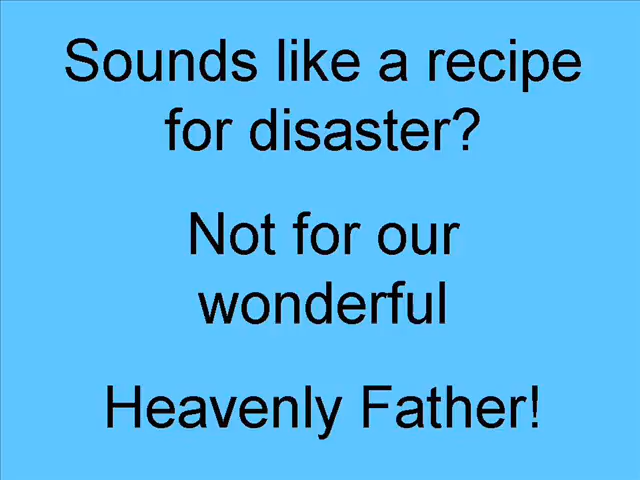 Sounds like a recipe
for disaster?
Not for our
wonderful
Heavenly Father!